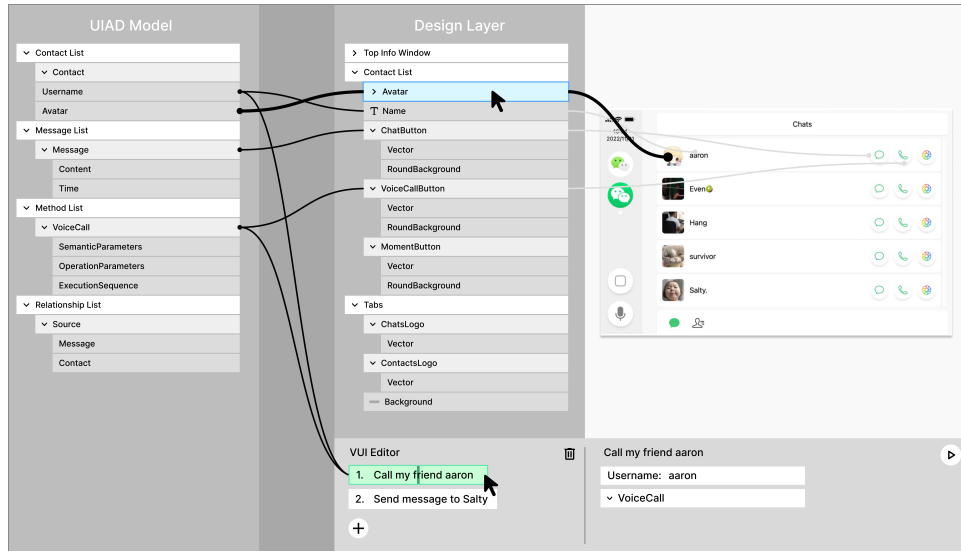 UIAD Model
Contact List
Contact
Username
Avatar
Message List
Message
Content
Time
Method List
VoiceCall
SemanticParameters
OperationParameters
ExecutionSequence
Relationship List
Source
Message
Contact
Design Layer
Top Info Window
Contact List
Avatar
T Name
ChatButton
Vector
RoundBackground
VoiceCallButton
Vector
RoundBackground
MomentButton
Vector
RoundBackground
Tabs
ChatsLogo
Vector
ContactsLogo
Vector
Background
Chats
aaron
Even
Hang
survivor
Salty.
VUI Editor
1. Call my friend aaron
2. Send message to Salty
Call my friend aaron
Username: aaron
VoiceCall